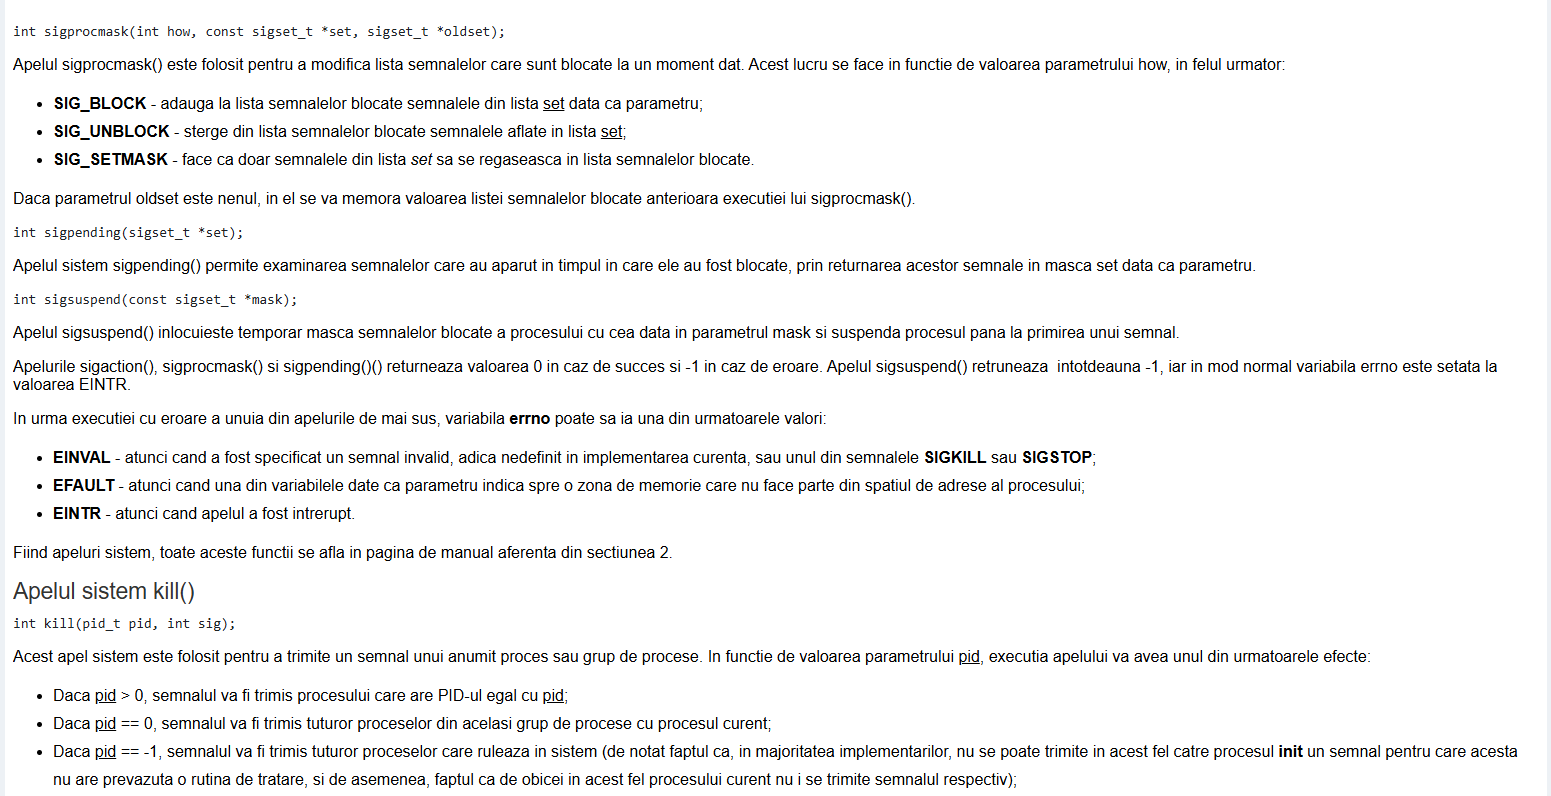 int sigprocmask(int how, const sigset_t *set, sigset_t *oldset);
Apelul sigprocmask() este folosit pentru a modifica lista semnalelor care sunt blocate la un moment dat. Acest lucru se face in functie de valoarea parametrului how, in felul urmator:
• SIG_BLOCK - adauga la lista semnalelor blocate semnalele din lista set data ca parametru;
• SIG_UNBLOCK - sterge din lista semnalelor blocate semnalele aflate in lista set;
• SIG_SETMASK - face ca doar semnalele din lista set sa se regaseasca in lista semnalelor blocate.
Daca parametrul oldset este nenul, in el se va memora valoarea listei semnalelor blocate anterioara executiei lui sigprocmask().
int sigpending(sigset_t *set);
Apelul sistem sigpending() permite examinarea semnalelor care au aparut in timpul in care ele au fost blocate, prin returnarea acestor semnale in masca set data ca parametru.
int sigsuspend(const sigset_t *mask);
Apelul sigsuspend() inlocuieste temporar masca semnalelor blocate a procesului cu cea data in parametrul mask si suspenda procesul pana la primirea unui semnal.
Apelurile sigaction(), sigprocmask() si sigpending()() returneaza valoarea 0 in caz de succes si -1 in caz de eroare. Apelul sigsuspend() retruneaza  intotdeauna -1, iar in mod normal variabila errno este setata la
valoarea EINTR.
In urma executiei cu eroare a unuia din apelurile de mai sus, variabila errno poate sa ia una din urmatoarele valori:
• EINVAL - atunci cand a fost specificat un semnal invalid, adica nedefinit in implementarea curenta, sau unul din semnalele SIGKILL sau SIGSTOP;
• EFAULT - atunci cand una din variabilele date ca parametru indica spre o zona de memorie care nu face parte din spatiul de adrese al procesului;
• EINTR - atunci cand apelul a fost intrerupt.
Fiind apeluri sistem, toate aceste functii se afla in pagina de manual aferenta din sectiunea 2.
Apelul sistem kill()
int kill(pid_t pid, int sig);
Acest apel sistem este folosit pentru a trimite un semnal unui anumit proces sau grup de procese. In functie de valoarea parametrului pid, executia apelului va avea unul din urmatoarele efecte:
• Daca pid > 0, semnalul va fi trimis procesului care are PID-ul egal cu pid;
• Daca pid == 0, semnalul va fi trimis tuturor proceselor din acelasi grup de procese cu procesul curent;
• Daca pid == -1, semnalul va fi trimis tuturor proceselor care ruleaza in sistem (de notat faptul ca, in majoritatea implementarilor, nu se poate trimite in acest fel catre procesul init un semnal pentru care acesta
nu are prevazuta o rutina de tratare, si de asemenea, faptul ca de obicei in acest fel procesului curent nu i se trimite semnalul respectiv);